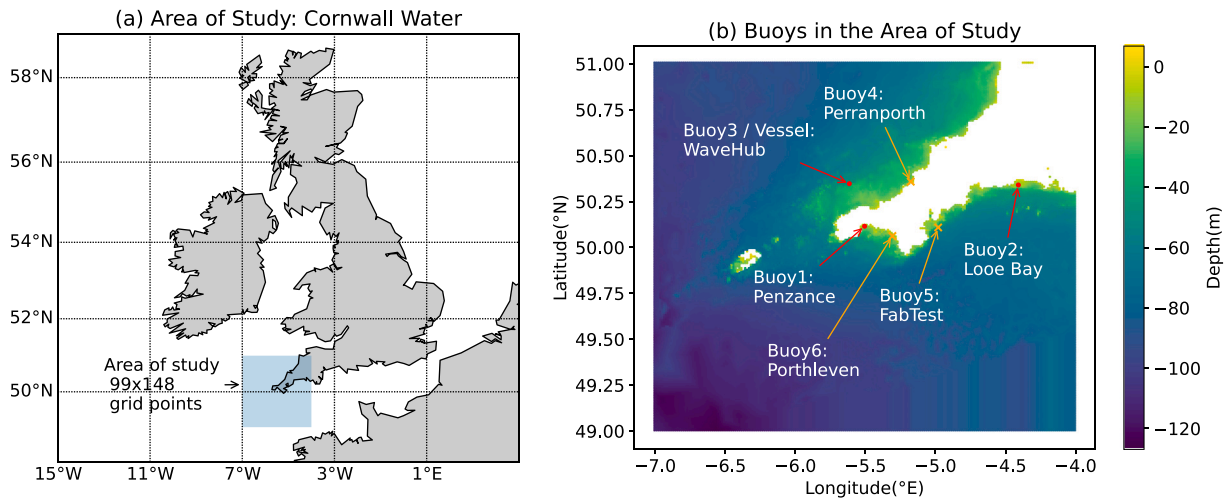 (a) Area of Study: Cornwall Water
58°N
56°N
54°N
52°N
50°N
Area of study
99x148
grid points
15°W
11°W
7°W
3°W
1°E
(b) Buoys in the Area of Study
Latitude(°N)
51.00
50.75
50.50
50.25
50.00
49.75
49.50
49.25
49.00
Buoy4:
Perranporth
Buoy3 / Vessel:
WaveHub
Buoy1:
Penzance
Buoy2:
Looe Bay
Buoy5:
FabTest
Buoy6:
Porthleven
−7.0
−6.5
−6.0
−5.5
−5.0
−4.5
−4.0
Longitude(°E)
0
−20
−40
−60
−80
−100
−120
Depth(m)